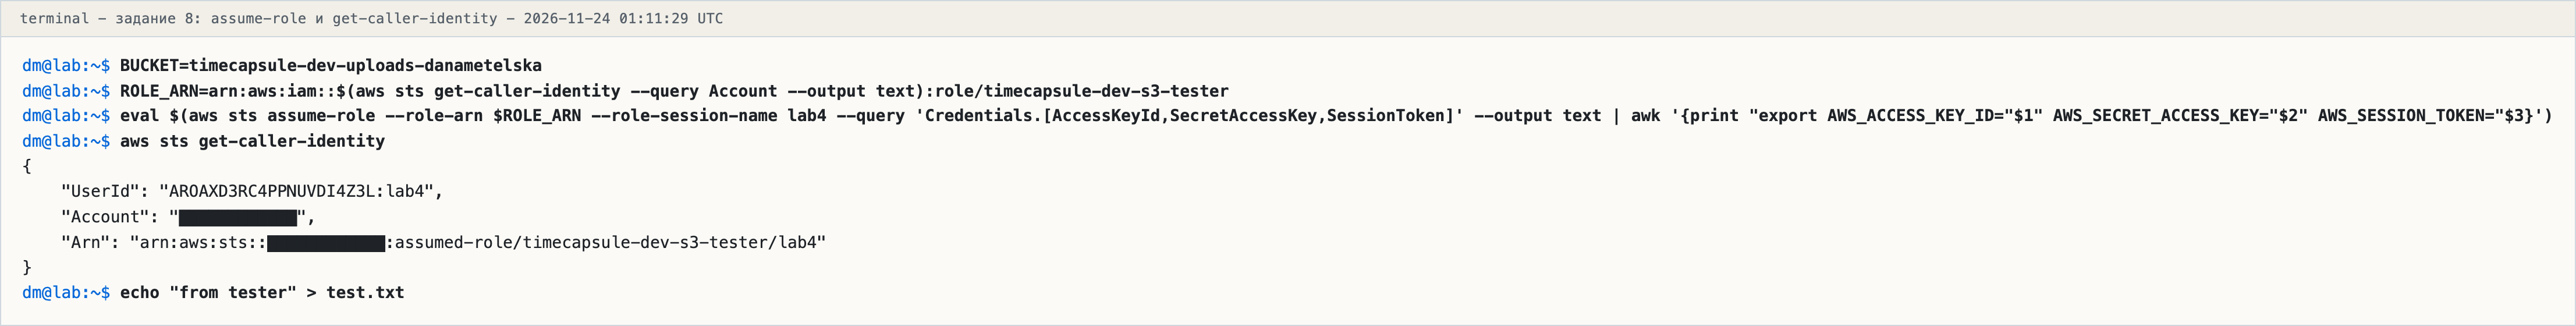 terminal – задание 8: assume-role и get-caller-identity – 2026-11-24 01:11:29 UTC
dm@lab:~$ BUCKET=timecapsule-dev-uploads-danametelska
dm@lab:~$ ROLE_ARN=arn:aws:iam::$(aws sts get-caller-identity --query Account --output text):role/timecapsule-dev-s3-tester
dm@lab:~$ eval $(aws sts assume-role --role-arn $ROLE_ARN --role-session-name lab4 --query 'Credentials.[AccessKeyId,SecretAccessKey,SessionToken]' --output text | awk '{print "export AWS_ACCESS_KEY_ID="$1" AWS_SECRET_ACCESS_KEY="$2" AWS_SESSION_TOKEN="$3}')
dm@lab:~$ aws sts get-caller-identity
{
    "UserId": "AROAXD3RC4PPNUVDI4Z3L:lab4",
    "Account": "",
    "Arn": "arn:aws:sts:::assumed-role/timecapsule-dev-s3-tester/lab4"
}
dm@lab:~$ echo "from tester" > test.txt